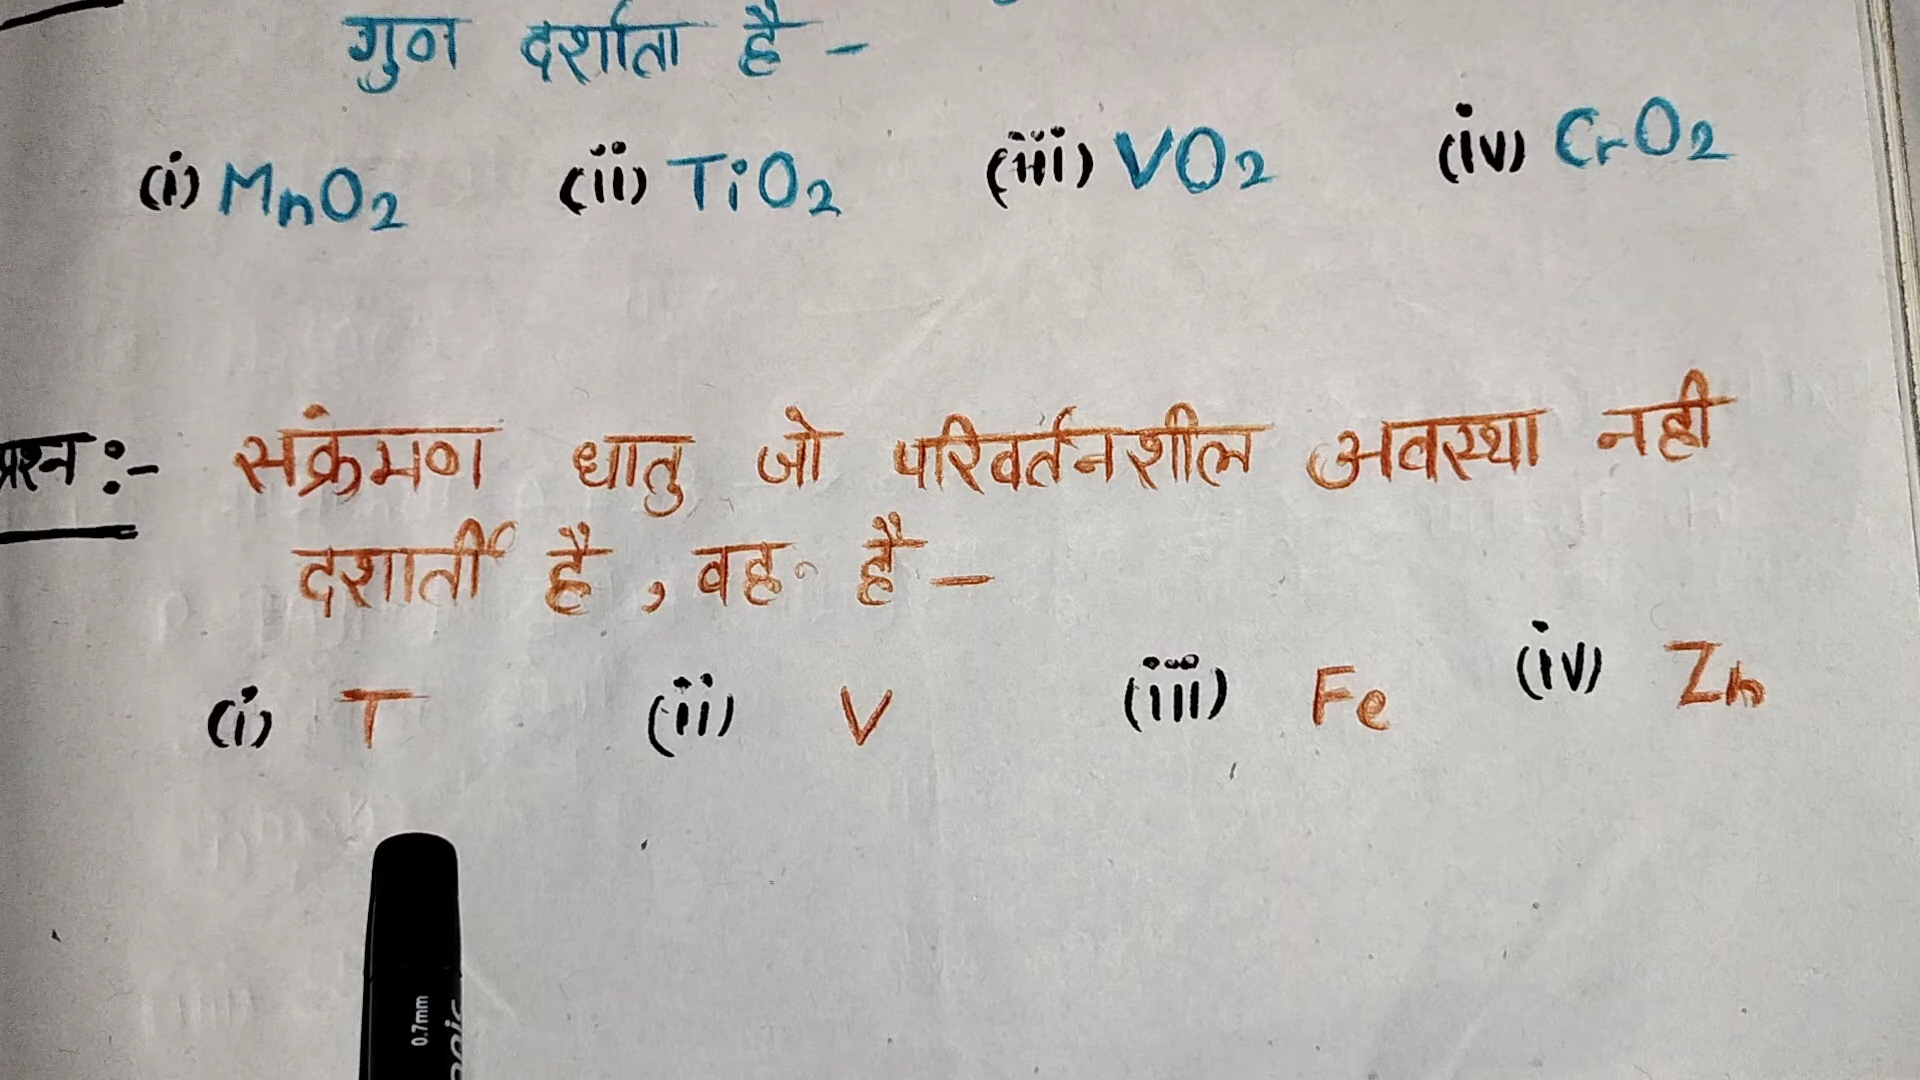 गुण दर्शाता है -
(i) MnO2 (ii) TiO2 (iii) VO2 (iv) CrO2
प्रश्न :- संक्रमण धातु जो परिवर्तनशील अवस्था नही
दर्शाती है , वह है -
(i) T (ii) V (iii) Fe (iv) Zn
0.7mm